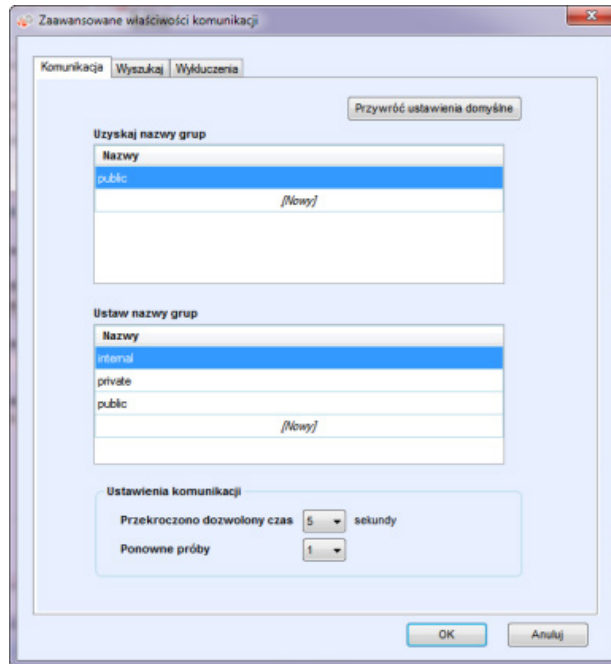 Zaawansowane właściwości komunikacji
Komunikacja Wyszukaj Wykluczenia
Przywróć ustawienia domyślne
Uzyskaj nazwy grup
Nazwy
public
[Nowy]
Ustaw nazwy grup
Nazwy
internal
private
public
[Nowy]
Ustawienia komunikacji
Przekroczono dozwolony czas 5 sekundy
Ponowne próby 1
OK Anuluj